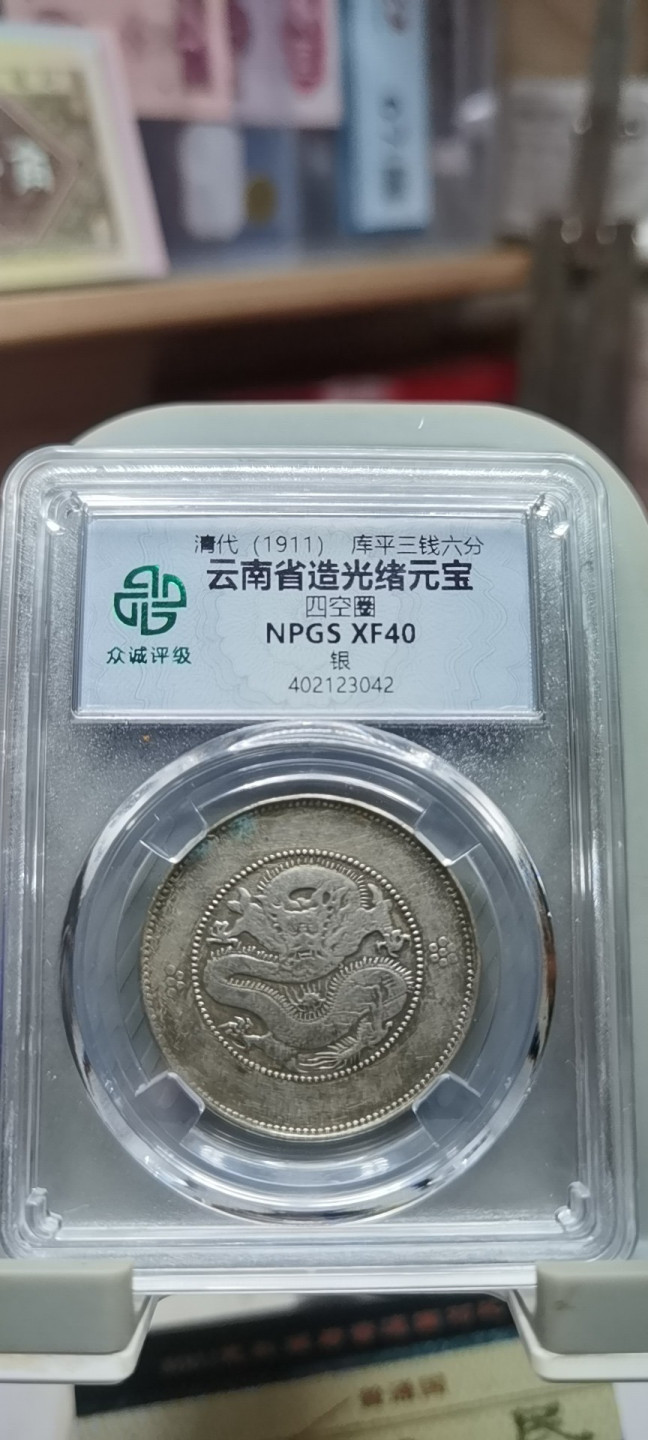 清代（1911） 库平三钱六分
云南省造光绪元宝
四空圈
NPGS XF40
众诚评级
银
402123042